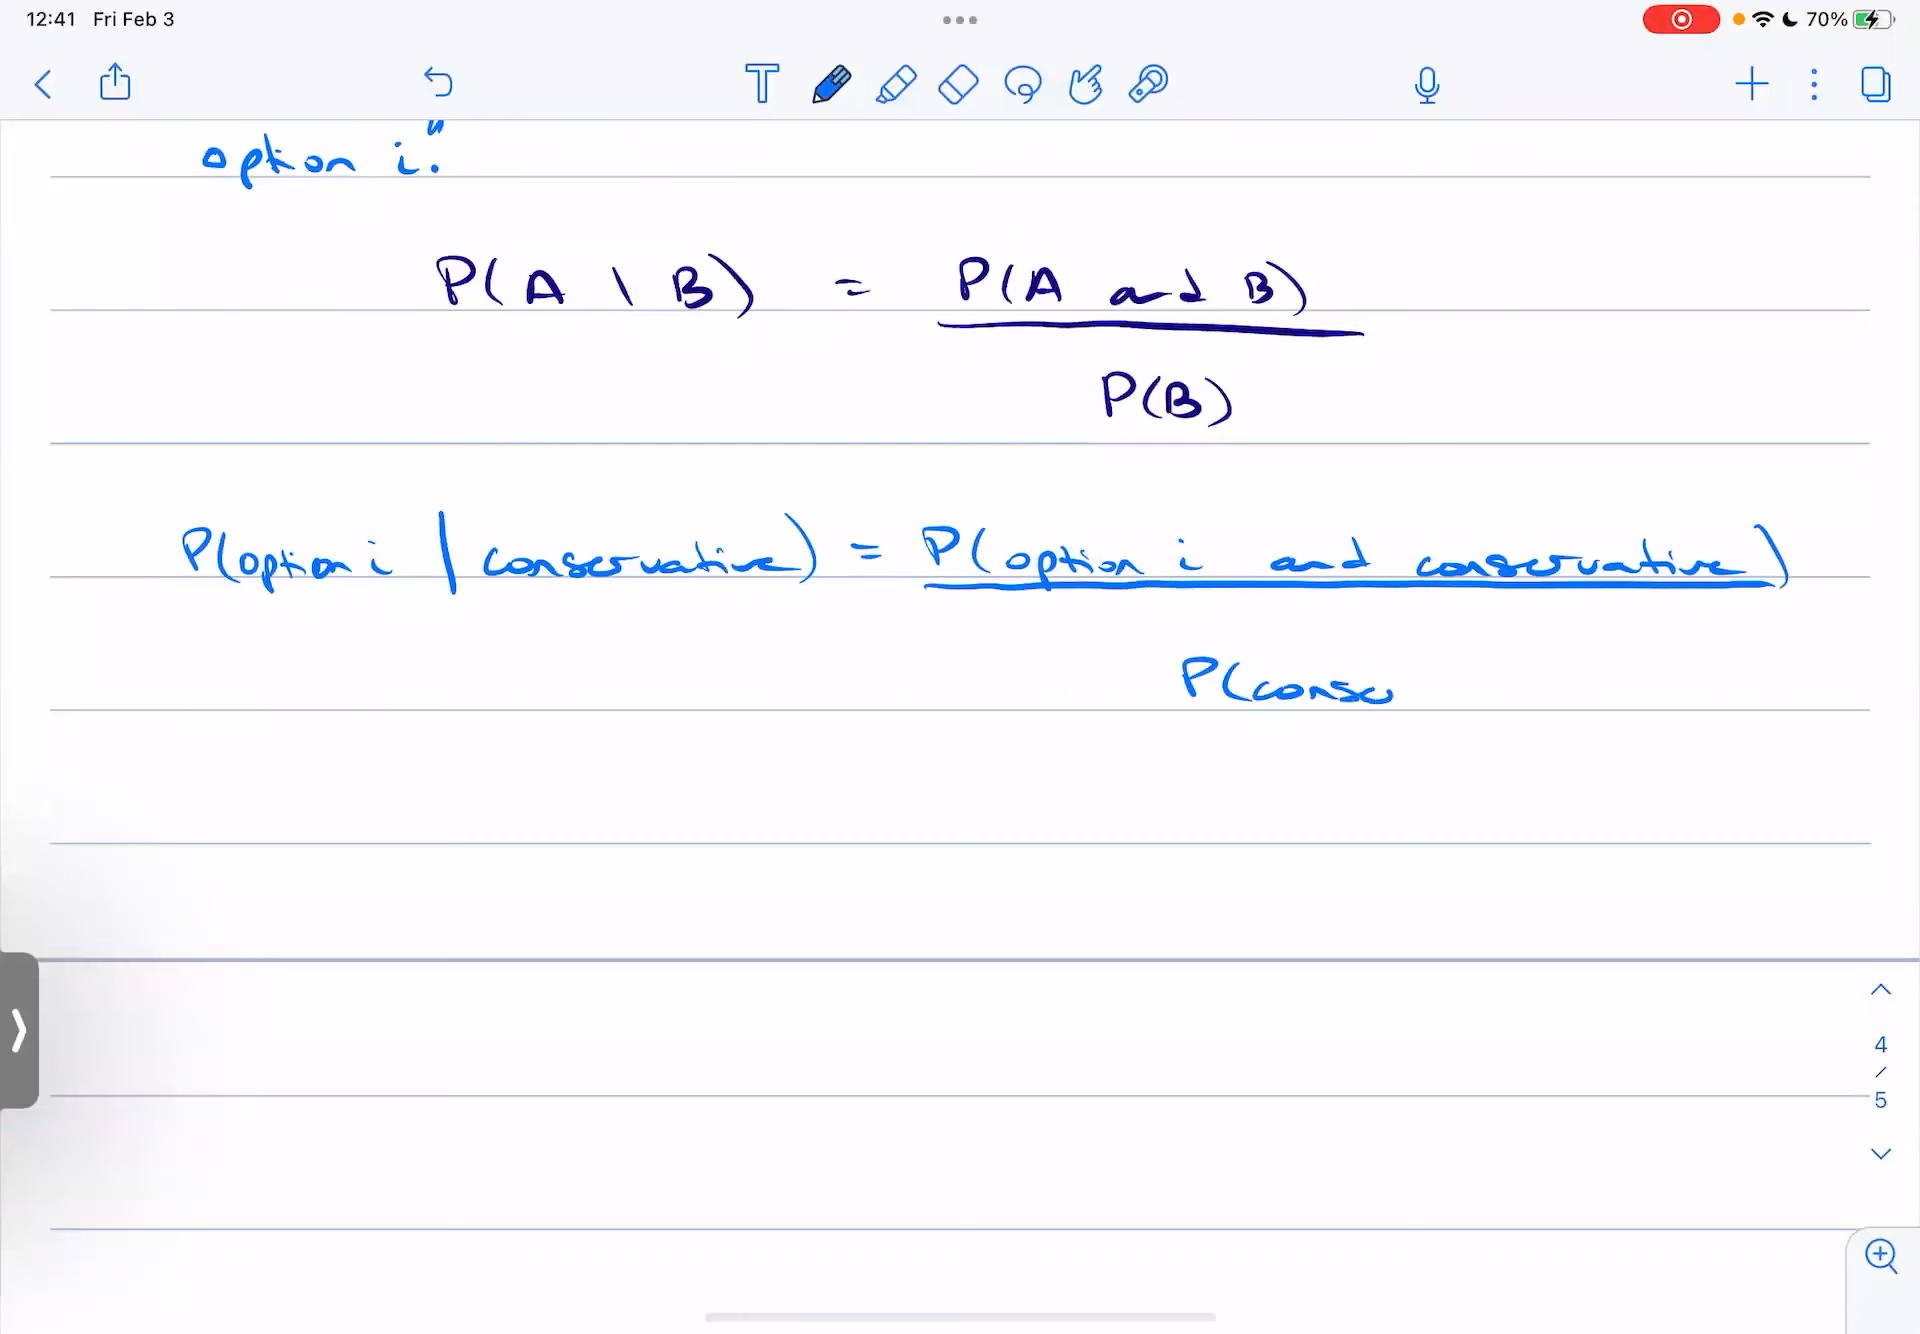 12:41 Fri Feb 3
70%
T
option i."
P(A | B) = P(A and B)
P(B)
P(option i | conservative) = P(option i and conservative)
P(conse
4
/
5